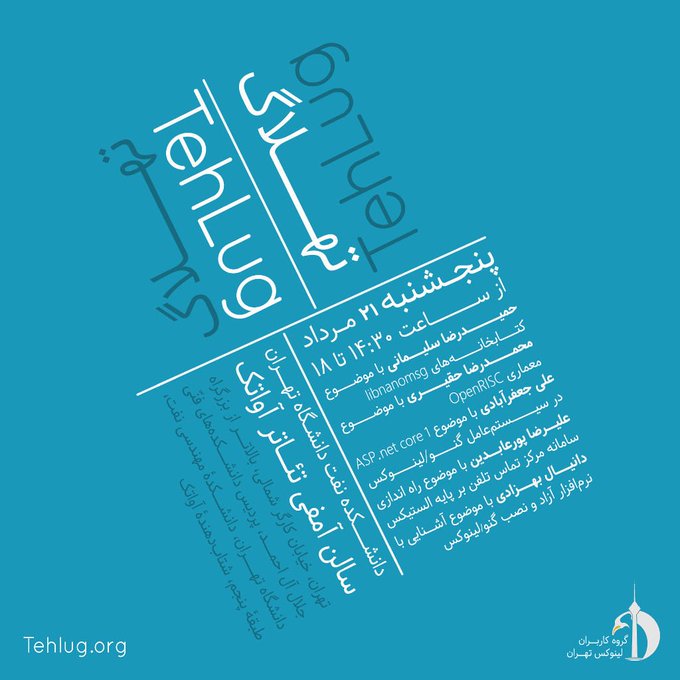 تهلاگ
TehLug
تهلاگ
TehLug
پنجشنبه ۲۱ مرداد
از ساعت ۱۴:۳۰ تا ۱۸
حمیدرضا سلیمانی با موضوع
کتابخانه‌های libnanomsg
محمدرضا حقیری با موضوع
معماری OpenRISC
علی جعفرآبادی با موضوع ASP .net core 1
در سیستم‌عامل گنو/لینوکس
علیرضا پورعابدین با موضوع راه اندازی
سامانه مرکز تماس تلفن بر پایه الستیکس
دانیال بهزادی با موضوع آشنایی با
نرم‌افزار آزاد و نصب گنو/لینوکس
دانشکده نفت دانشگاه تهران
سالن آمفی تئاتر آواتک
تهران، خیابان کارگر شمالی، بالاتر از بزرگراه
جلال آل احمد، پردیس دانشکده‌های فنی
دانشگاه تهران، دانشکدهٔ مهندسی نفت،
طبقهٔ پنجم، شتاب‌دهندهٔ آواتک
Tehlug.org
گروه کاربران
لینوکس تهران